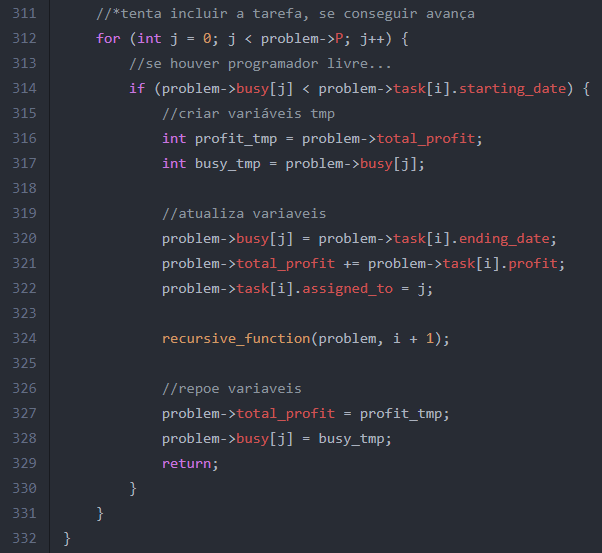 311 //*tenta incluir a tarefa, se conseguir avança
312 for (int j = 0; j < problem->P; j++) {
313 //se houver programador livre...
314 if (problem->busy[j] < problem->task[i].starting_date) {
315 //criar variáveis tmp
316 int profit_tmp = problem->total_profit;
317 int busy_tmp = problem->busy[j];
318
319 //atualiza variaveis
320 problem->busy[j] = problem->task[i].ending_date;
321 problem->total_profit += problem->task[i].profit;
322 problem->task[i].assigned_to = j;
323
324 recursive_function(problem, i + 1);
325
326 //repoe variaveis
327 problem->total_profit = profit_tmp;
328 problem->busy[j] = busy_tmp;
329 return;
330 }
331 }
332 }